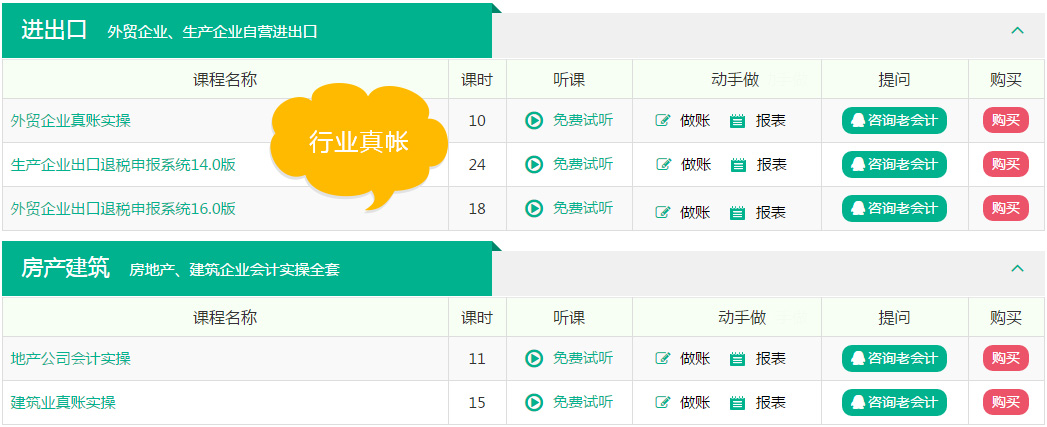 进出口 外贸企业、生产企业自营进出口
课程名称 课时 听课 动手做 提问 购买
外贸企业真账实操 10 免费试听 做账 报表 咨询老会计 购买
行业真帐
生产企业出口退税申报系统14.0版 24 免费试听 做账 报表 咨询老会计 购买
外贸企业出口退税申报系统16.0版 18 免费试听 做账 报表 咨询老会计 购买
房产建筑 房地产、建筑企业会计实操全套
课程名称 课时 听课 动手做 提问 购买
地产公司会计实操 11 免费试听 做账 报表 咨询老会计 购买
建筑业真账实操 15 免费试听 做账 报表 咨询老会计 购买